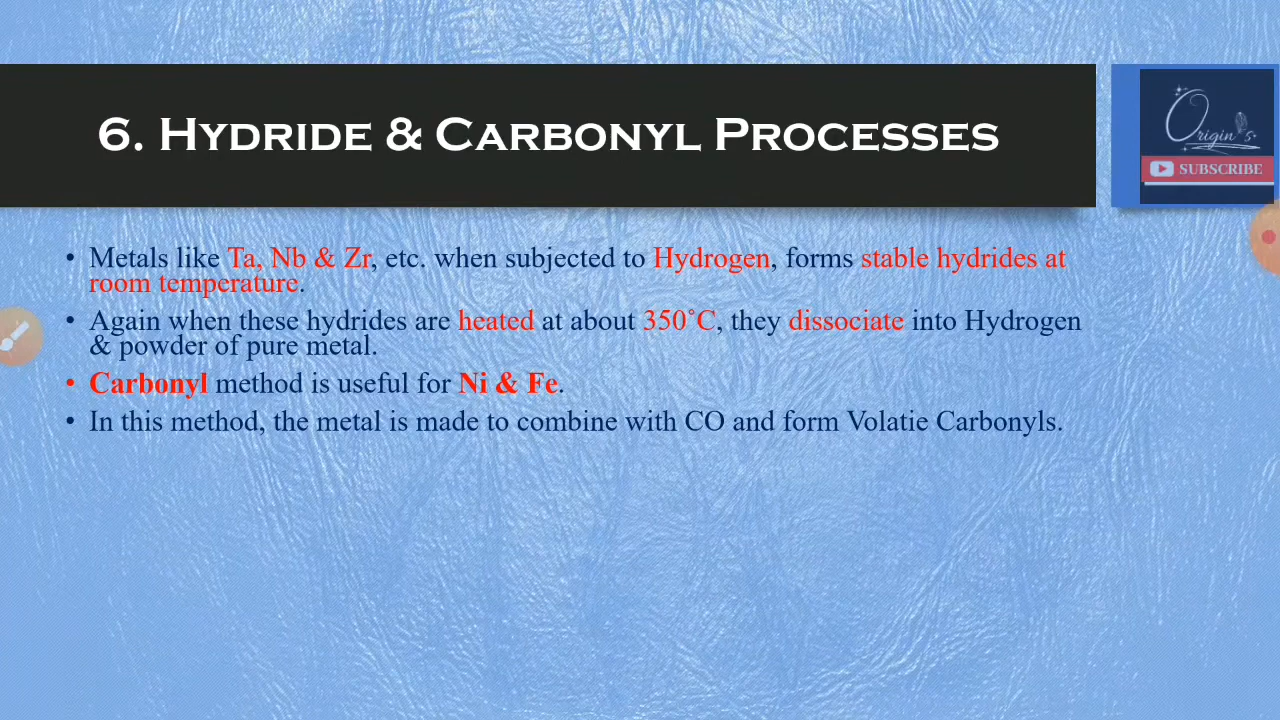 6. Hydride & Carbonyl Processes
Origin's
SUBSCRIBE
• Metals like Ta, Nb & Zr, etc. when subjected to Hydrogen, forms stable hydrides at
room temperature.
• Again when these hydrides are heated at about 350˚C, they dissociate into Hydrogen
& powder of pure metal.
• Carbonyl method is useful for Ni & Fe.
• In this method, the metal is made to combine with CO and form Volatie Carbonyls.